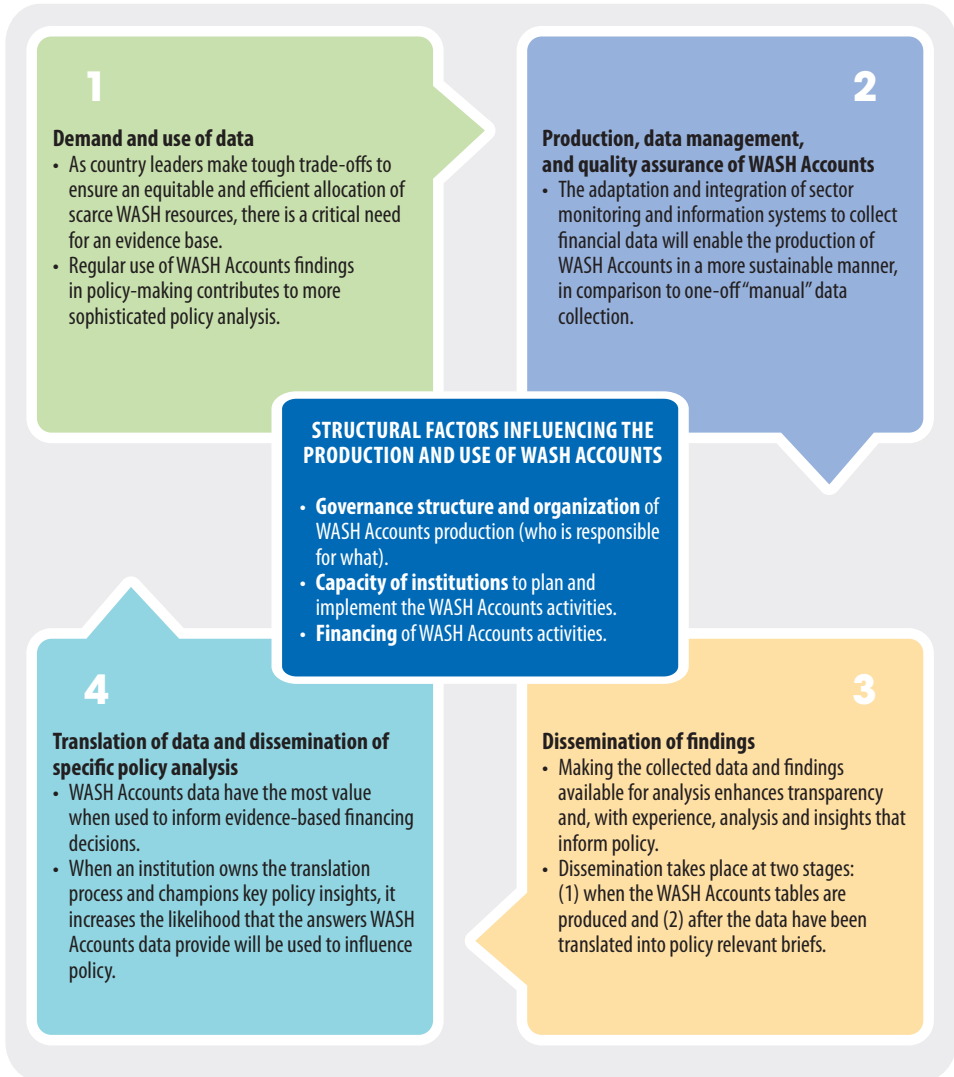 1
Demand and use of data
• As country leaders make tough trade-offs to
ensure an equitable and efficient allocation of
scarce WASH resources, there is a critical need
for an evidence base.
• Regular use of WASH Accounts findings
in policy-making contributes to more
sophisticated policy analysis.
2
Production, data management,
and quality assurance of WASH Accounts
• The adaptation and integration of sector
monitoring and information systems to collect
financial data will enable the production of
WASH Accounts in a more sustainable manner,
in comparison to one-off “manual” data
collection.
STRUCTURAL FACTORS INFLUENCING THE
PRODUCTION AND USE OF WASH ACCOUNTS
• Governance structure and organization of
WASH Accounts production (who is responsible
for what).
• Capacity of institutions to plan and
implement the WASH Accounts activities.
• Financing of WASH Accounts activities.
3
Dissemination of findings
• Making the collected data and findings
available for analysis enhances transparency
and, with experience, analysis and insights that
inform policy.
• Dissemination takes place at two stages:
(1) when the WASH Accounts tables are
produced and (2) after the data have been
translated into policy relevant briefs.
4
Translation of data and dissemination of
specific policy analysis
• WASH Accounts data have the most value
when used to inform evidence-based financing
decisions.
• When an institution owns the translation
process and champions key policy insights, it
increases the likelihood that the answers WASH
Accounts data provide will be used to influence
policy.